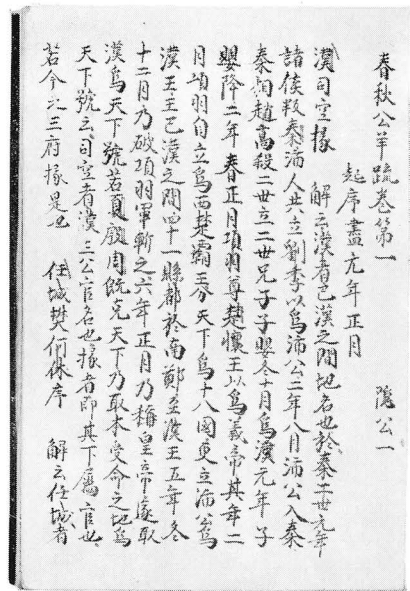 春秋公羊疏卷第一　　　隱公一
起序盡元年正月
漢司空掾　解云漢者巴漢之間地名也於秦二世元年
諸侯叛秦沛人共立劉季以爲沛公二年八月沛公入秦
秦相趙高殺二世立二世兄子子嬰冬十月爲漢元年子
嬰降二年春正月項羽尊楚懷王以爲義帝其年二
月項羽自立爲西楚霸王分天下爲十八國更立沛公爲
漢王王巴漢之間四十一縣都於南鄭至漢王五年冬
十二月乃破項羽軍斬之六年正月乃稱皇帝遂取
漢爲天下號若夏殷周既克天下乃取本受命之地爲
天下號云司空者漢三公官名也掾者即其下屬官也
若今之三府掾是也　任城樊何休序　解云任城者